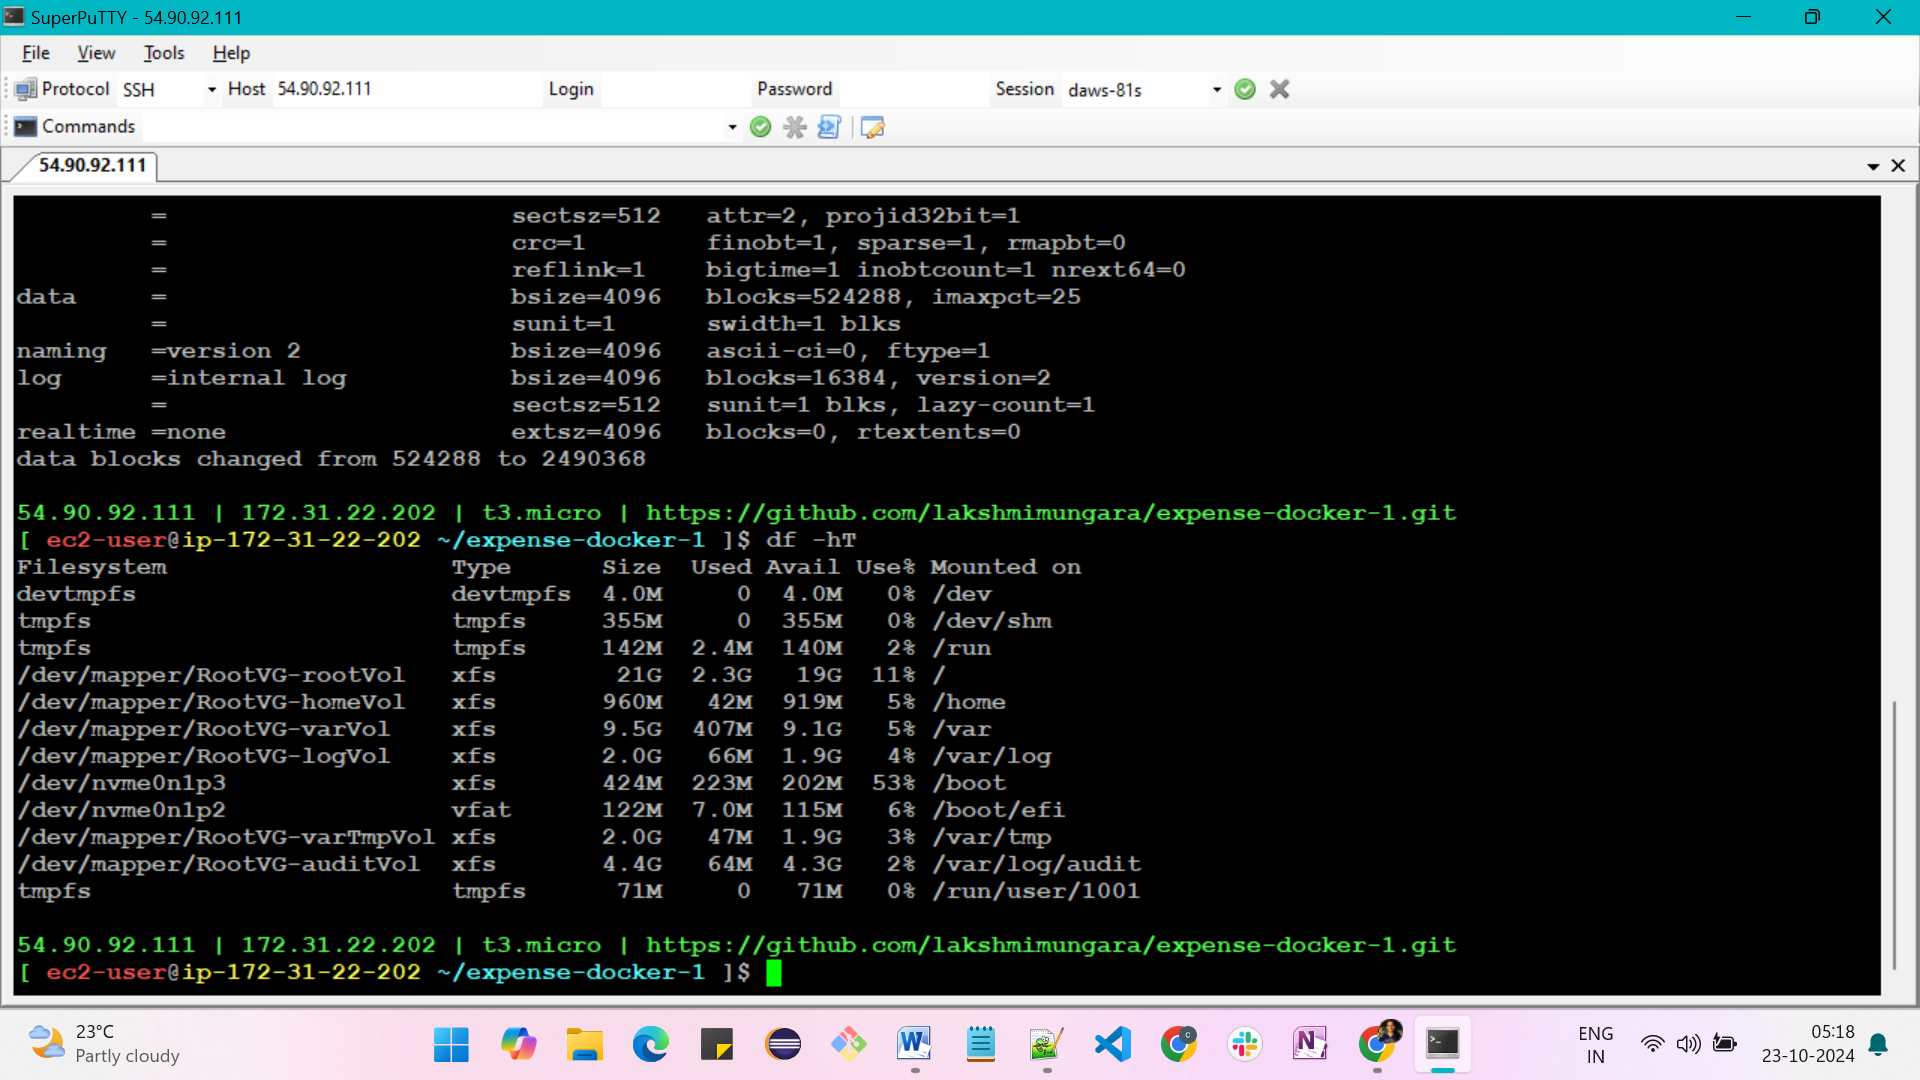 SuperPuTTY - 54.90.92.111
File View Tools Help
Protocol SSH Host 54.90.92.111 Login Password Session daws-81s
Commands
54.90.92.111
= sectsz=512 attr=2, projid32bit=1
= crc=1 finobt=1, sparse=1, rmapbt=0
= reflink=1 bigtime=1 inobtcount=1 nrext64=0
data = bsize=4096 blocks=524288, imaxpct=25
= sunit=1 swidth=1 blks
naming =version 2 bsize=4096 ascii-ci=0, ftype=1
log =internal log bsize=4096 blocks=16384, version=2
= sectsz=512 sunit=1 blks, lazy-count=1
realtime =none extsz=4096 blocks=0, rtextents=0
data blocks changed from 524288 to 2490368
54.90.92.111 | 172.31.22.202 | t3.micro | https://github.com/lakshmimungara/expense-docker-1.git
[ ec2-user@ip-172-31-22-202 ~/expense-docker-1 ]$ df -hT
Filesystem Type Size Used Avail Use% Mounted on
devtmpfs devtmpfs 4.0M 0 4.0M 0% /dev
tmpfs tmpfs 355M 0 355M 0% /dev/shm
tmpfs tmpfs 142M 2.4M 140M 2% /run
/dev/mapper/RootVG-rootVol xfs 21G 2.3G 19G 11% /
/dev/mapper/RootVG-homeVol xfs 960M 42M 919M 5% /home
/dev/mapper/RootVG-varVol xfs 9.5G 407M 9.1G 5% /var
/dev/mapper/RootVG-logVol xfs 2.0G 66M 1.9G 4% /var/log
/dev/nvme0n1p3 xfs 424M 223M 202M 53% /boot
/dev/nvme0n1p2 vfat 122M 7.0M 115M 6% /boot/efi
/dev/mapper/RootVG-varTmpVol xfs 2.0G 47M 1.9G 3% /var/tmp
/dev/mapper/RootVG-auditVol xfs 4.4G 64M 4.3G 2% /var/log/audit
tmpfs tmpfs 71M 0 71M 0% /run/user/1001
54.90.92.111 | 172.31.22.202 | t3.micro | https://github.com/lakshmimungara/expense-docker-1.git
[ ec2-user@ip-172-31-22-202 ~/expense-docker-1 ]$
23°C
Partly cloudy
ENG
IN
05:18
23-10-2024